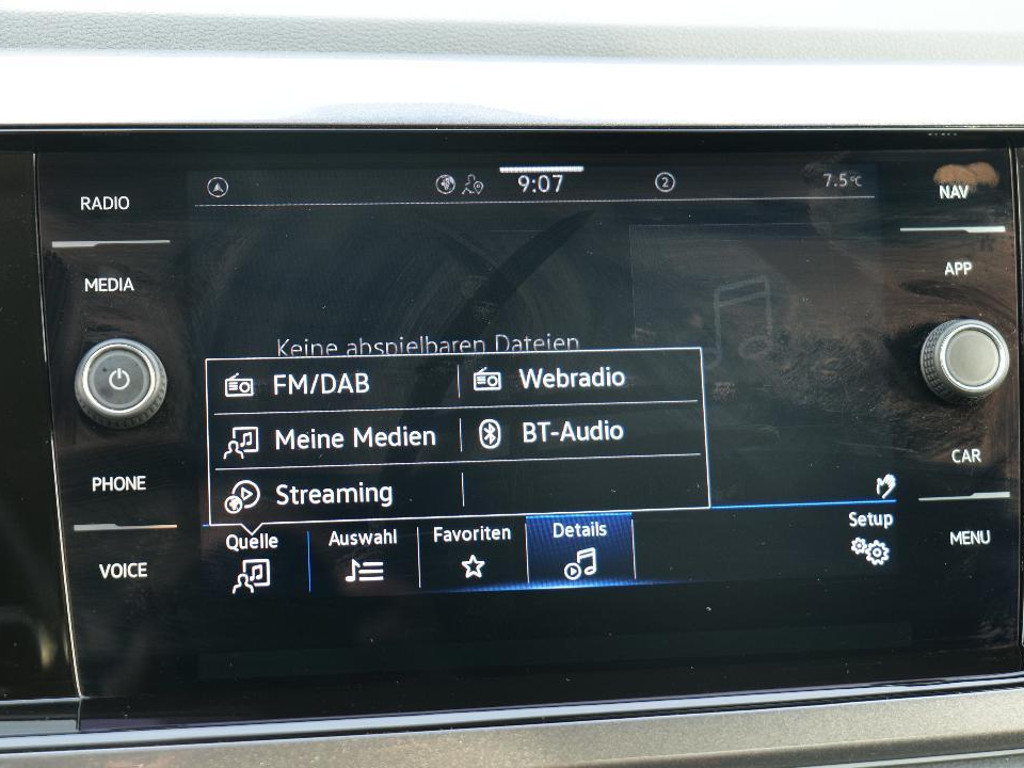 RADIO
MEDIA
PHONE
VOICE
9:07
2
7.5°C
NAV
APP
CAR
MENU
Keine abspielbaren Dateien
FM/DAB
Webradio
Meine Medien
BT-Audio
Streaming
Quelle
Auswahl
Favoriten
Details
Setup